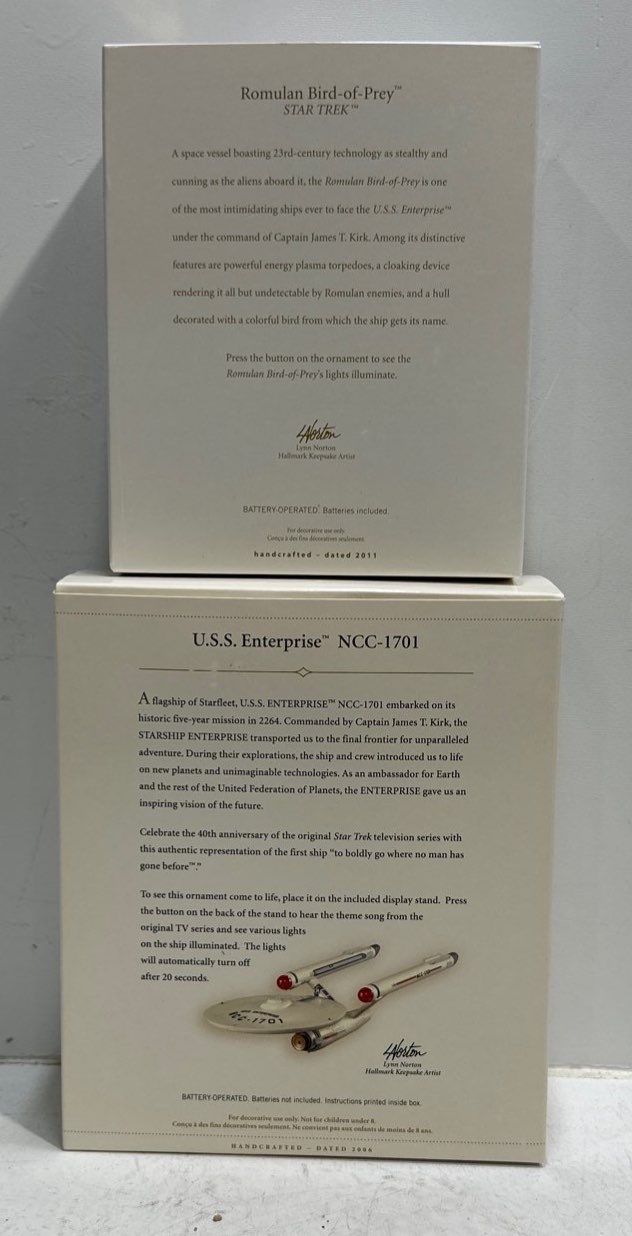 Romulan Bird-of-Prey™
STAR TREK™
A space vessel boasting 23rd-century technology as stealthy and
cunning as the aliens aboard it, the Romulan Bird-of-Prey is one
of the most intimidating ships ever to face the U.S.S. Enterprise™
under the command of Captain James T. Kirk. Among its distinctive
features are powerful energy plasma torpedoes, a cloaking device
rendering it all but undetectable by Romulan enemies, and a hull
decorated with a colorful bird from which the ship gets its name.
Press the button on the ornament to see the
Romulan Bird-of-Prey's lights illuminate.
LNorton
Lynn Norton
Hallmark Keepsake Artist
BATTERY-OPERATED. Batteries included.
For decorative use only.
Conçu à des fins décoratives seulement.
handcrafted – dated 2011
U.S.S. Enterprise™ NCC-1701
A flagship of Starfleet, U.S.S. ENTERPRISE™ NCC-1701 embarked on its
historic five-year mission in 2264. Commanded by Captain James T. Kirk, the
STARSHIP ENTERPRISE transported us to the final frontier for unparalleled
adventure. During their explorations, the ship and crew introduced us to life
on new planets and unimaginable technologies. As an ambassador for Earth
and the rest of the United Federation of Planets, the ENTERPRISE gave us an
inspiring vision of the future.
Celebrate the 40th anniversary of the original Star Trek television series with
this authentic representation of the first ship "to boldly go where no man has
gone before™."
To see this ornament come to life, place it on the included display stand. Press
the button on the back of the stand to hear the theme song from the
original TV series and see various lights
on the ship illuminated. The lights
will automatically turn off
after 20 seconds.
NCC-1701
LNorton
Lynn Norton
Hallmark Keepsake Artist
BATTERY-OPERATED. Batteries not included. Instructions printed inside box.
For decorative use only. Not for children under 8.
Conçu à des fins décoratives seulement. Ne convient pas aux enfants de moins de 8 ans.
HANDCRAFTED – DATED 2006